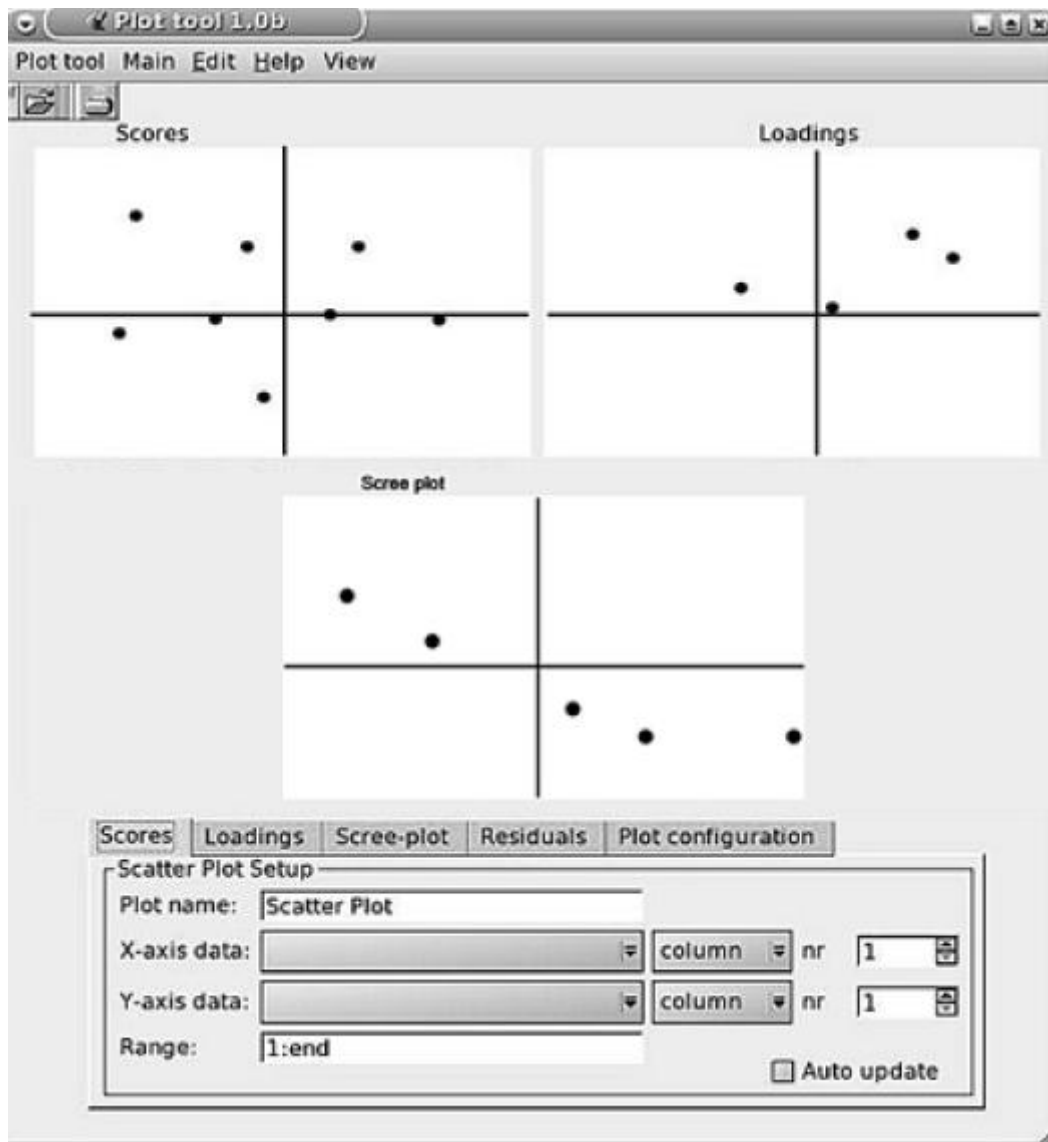 Plot tool 1.0b
Plot tool Main Edit Help View
Scores
Loadings
Scree plot
Scores Loadings Scree-plot Residuals Plot configuration
Scatter Plot Setup
Plot name: Scatter Plot
X-axis data: column nr 1
Y-axis data: column nr 1
Range: 1:end
Auto update